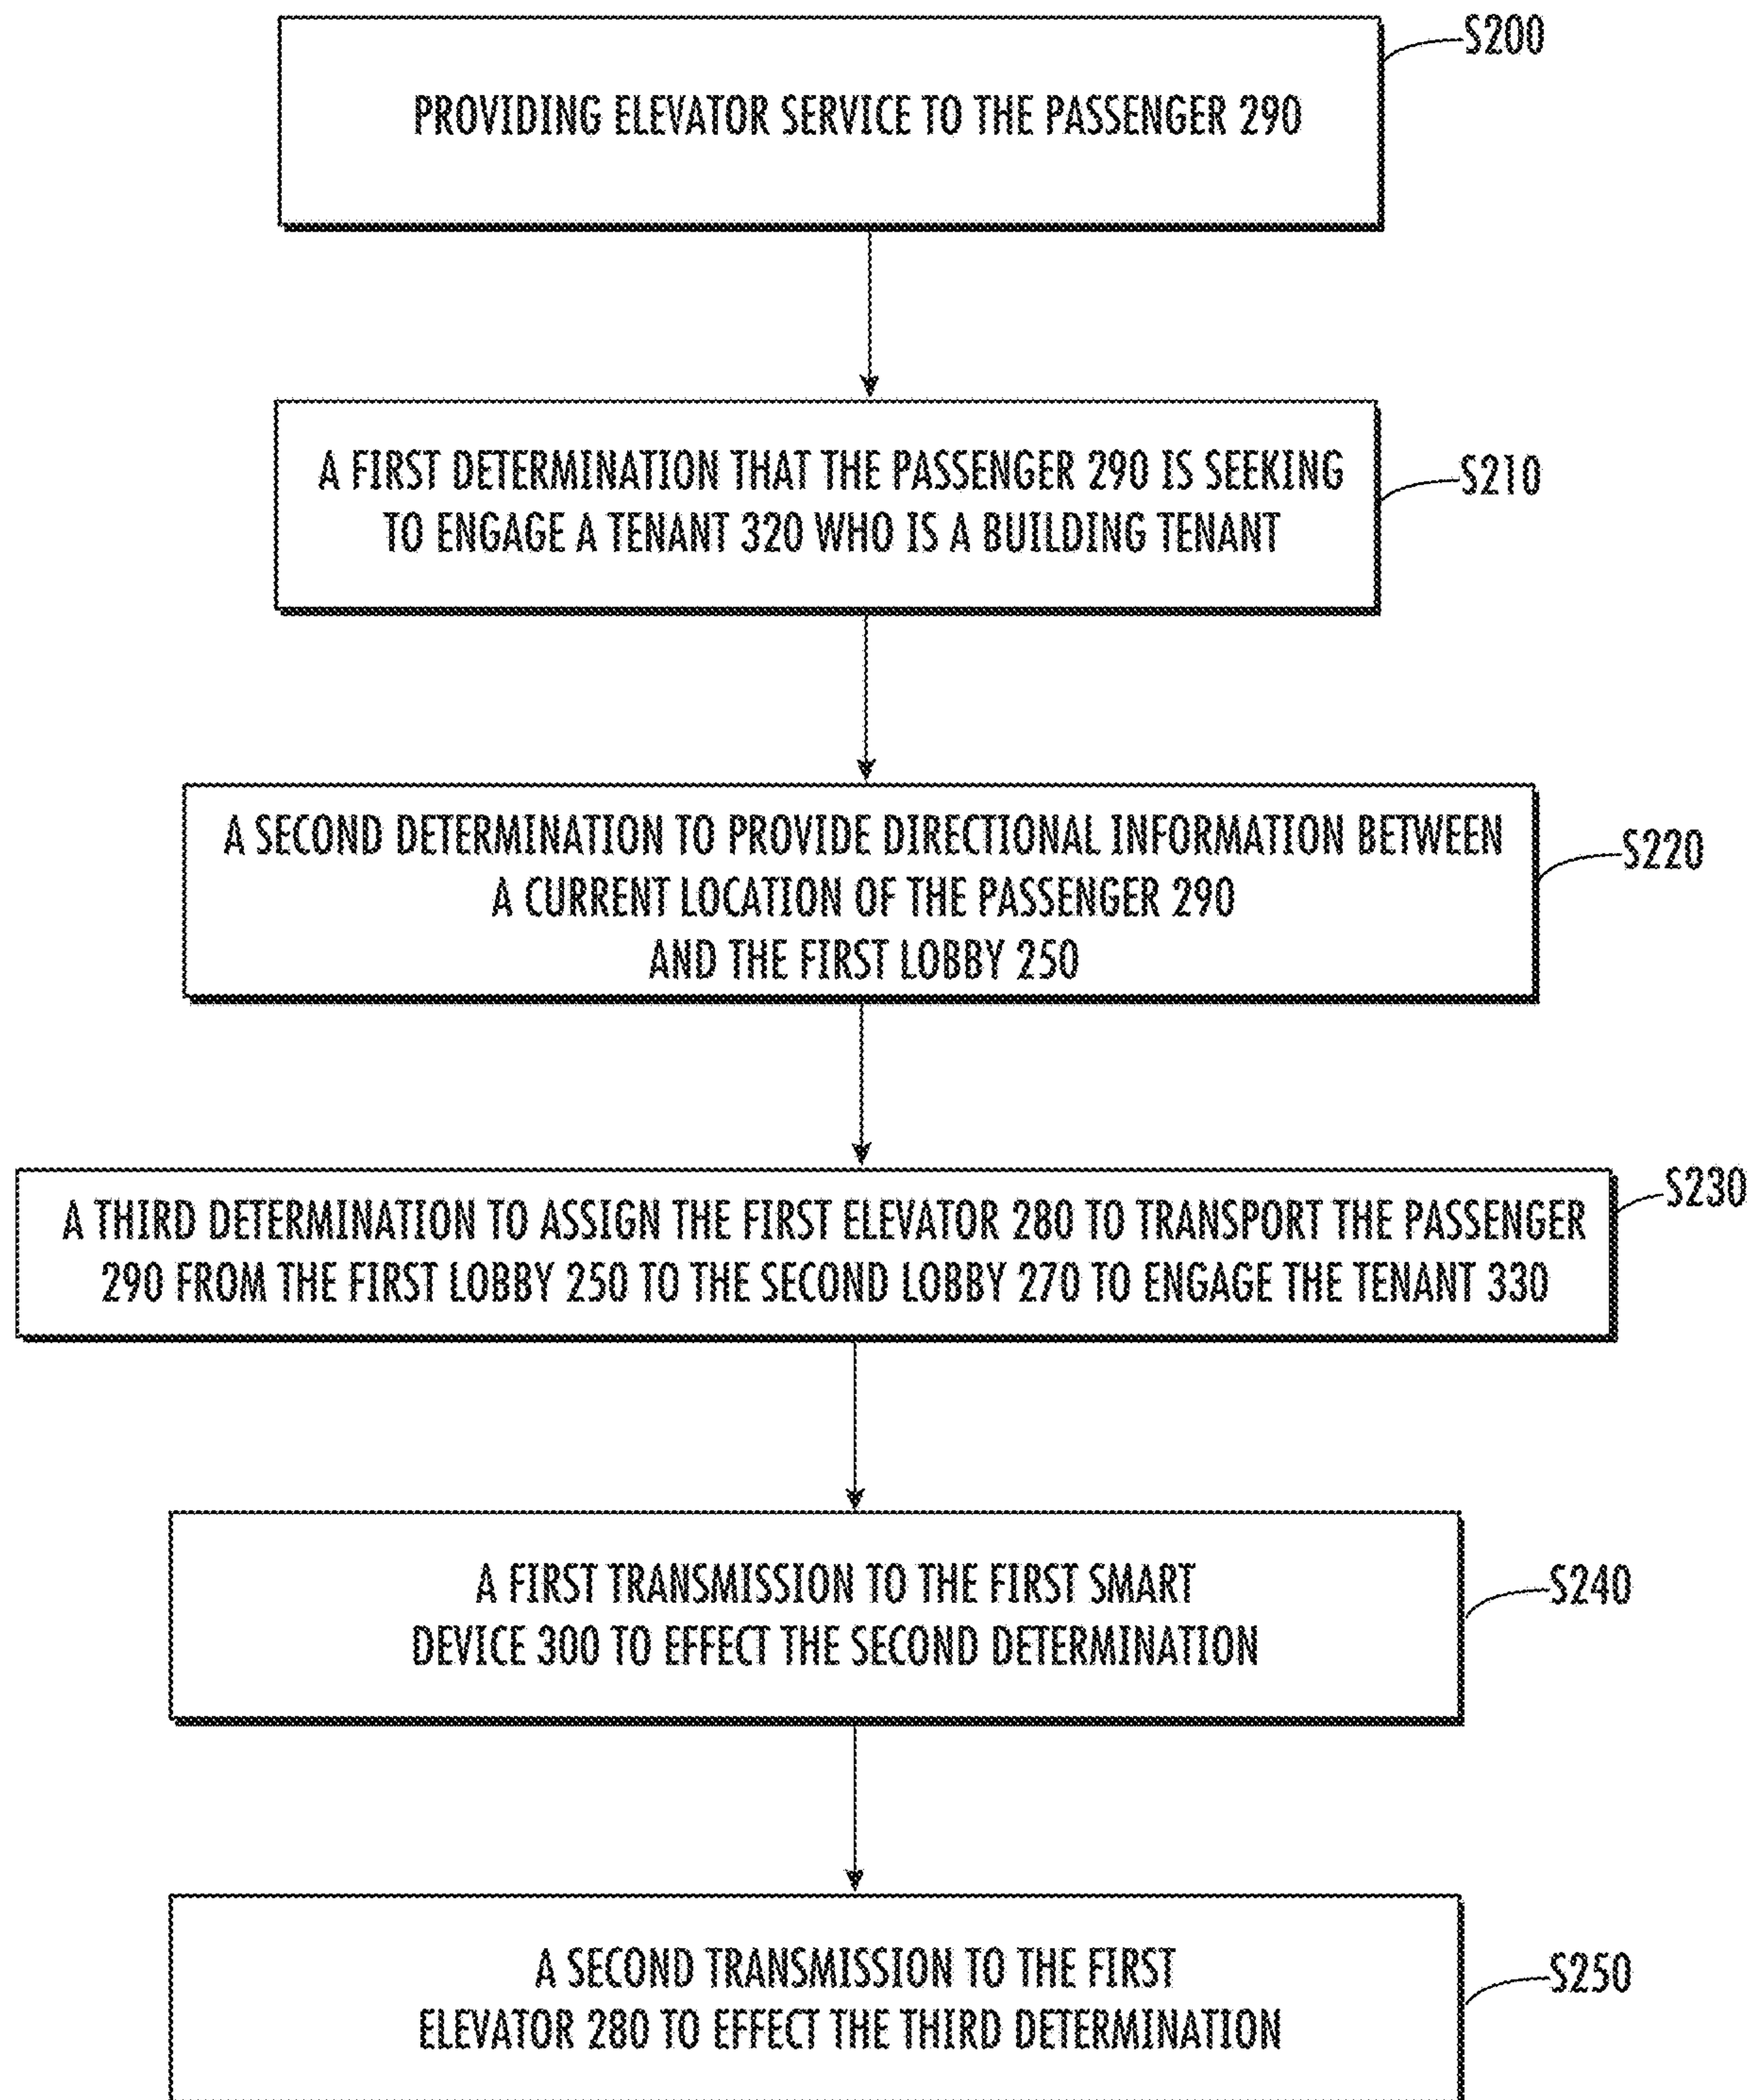 S200
PROVIDING ELEVATOR SERVICE TO THE PASSENGER 290
A FIRST DETERMINATION THAT THE PASSENGER 290 IS SEEKING
TO ENGAGE A TENANT 320 WHO IS A BUILDING TENANT
S210
A SECOND DETERMINATION TO PROVIDE DIRECTIONAL INFORMATION BETWEEN
A CURRENT LOCATION OF THE PASSENGER 290
AND THE FIRST LOBBY 250
S220
A THIRD DETERMINATION TO ASSIGN THE FIRST ELEVATOR 280 TO TRANSPORT THE PASSENGER
290 FROM THE FIRST LOBBY 250 TO THE SECOND LOBBY 270 TO ENGAGE THE TENANT 330
S230
A FIRST TRANSMISSION TO THE FIRST SMART
DEVICE 300 TO EFFECT THE SECOND DETERMINATION
S240
A SECOND TRANSMISSION TO THE FIRST
ELEVATOR 280 TO EFFECT THE THIRD DETERMINATION
S250